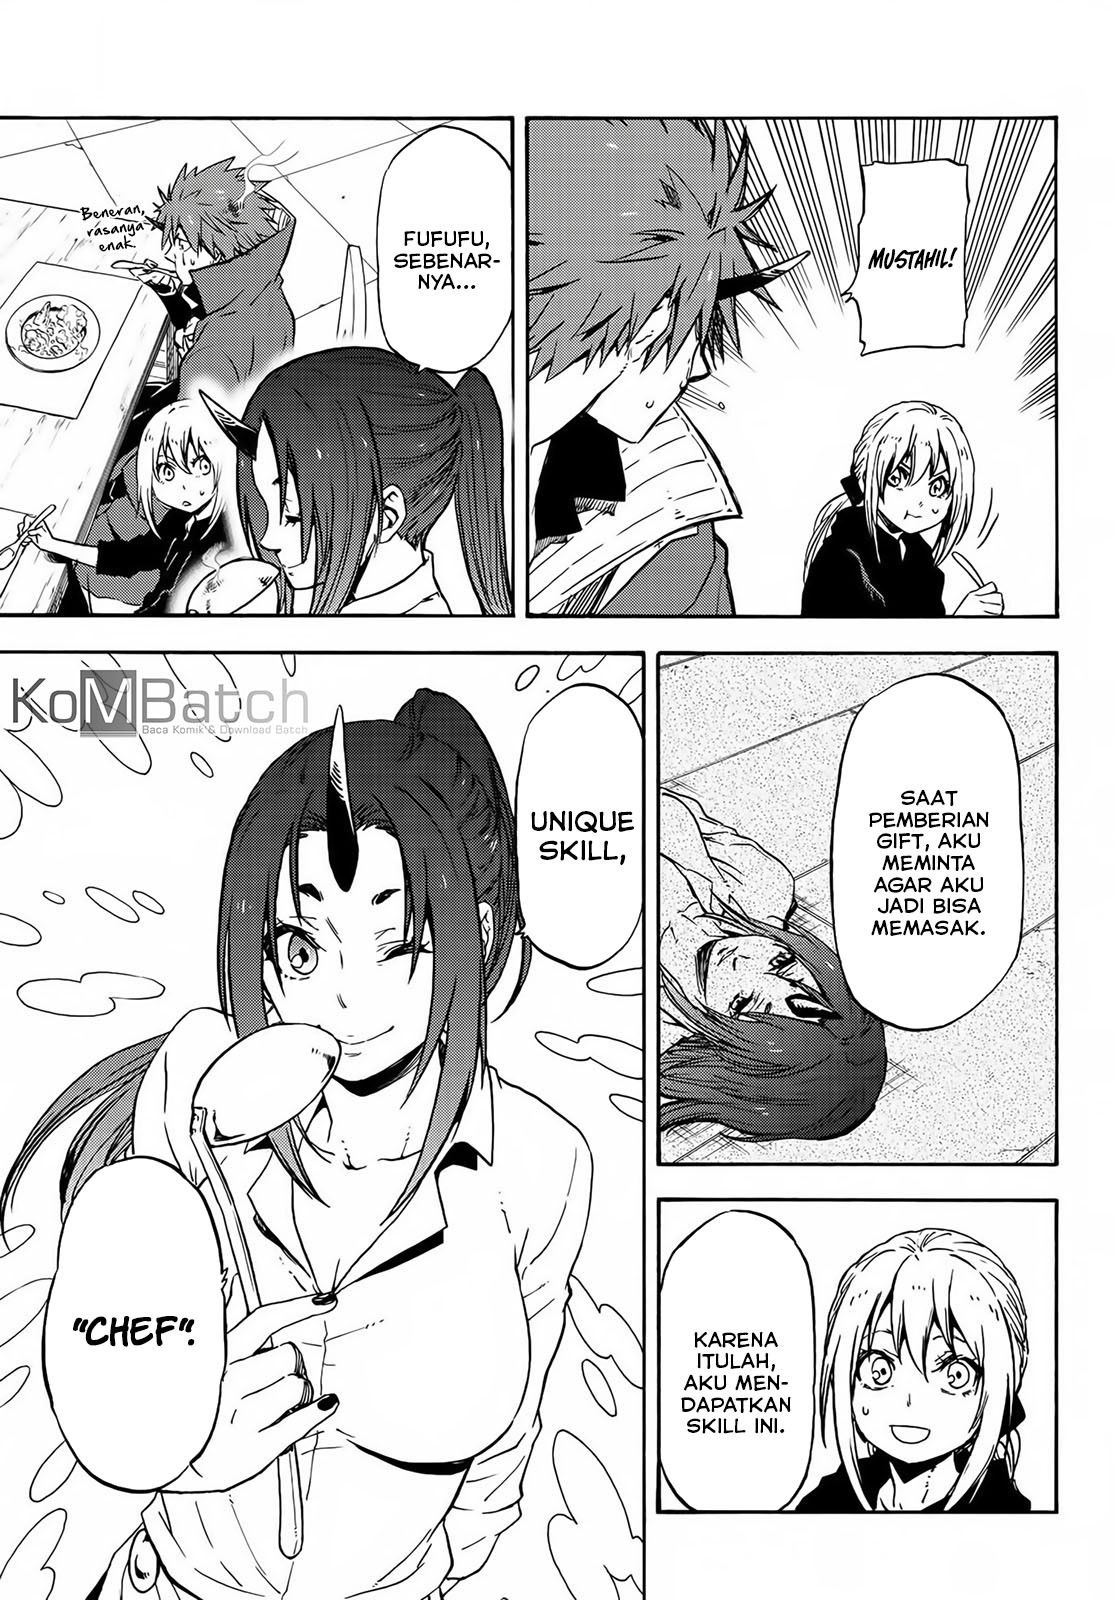 MUSTAHIL!
FUFUFU,
SEBENAR-
NYA...
Beneran,
rasanya
enak.
SAAT
PEMBERIAN
GIFT, AKU
MEMINTA
AGAR AKU
JADI BISA
MEMASAK.
KARENA
ITULAH,
AKU MEN-
DAPATKAN
SKILL INI.
UNIQUE
SKILL,
"CHEF".
KoMBatch
Baca Komik & Download Batch